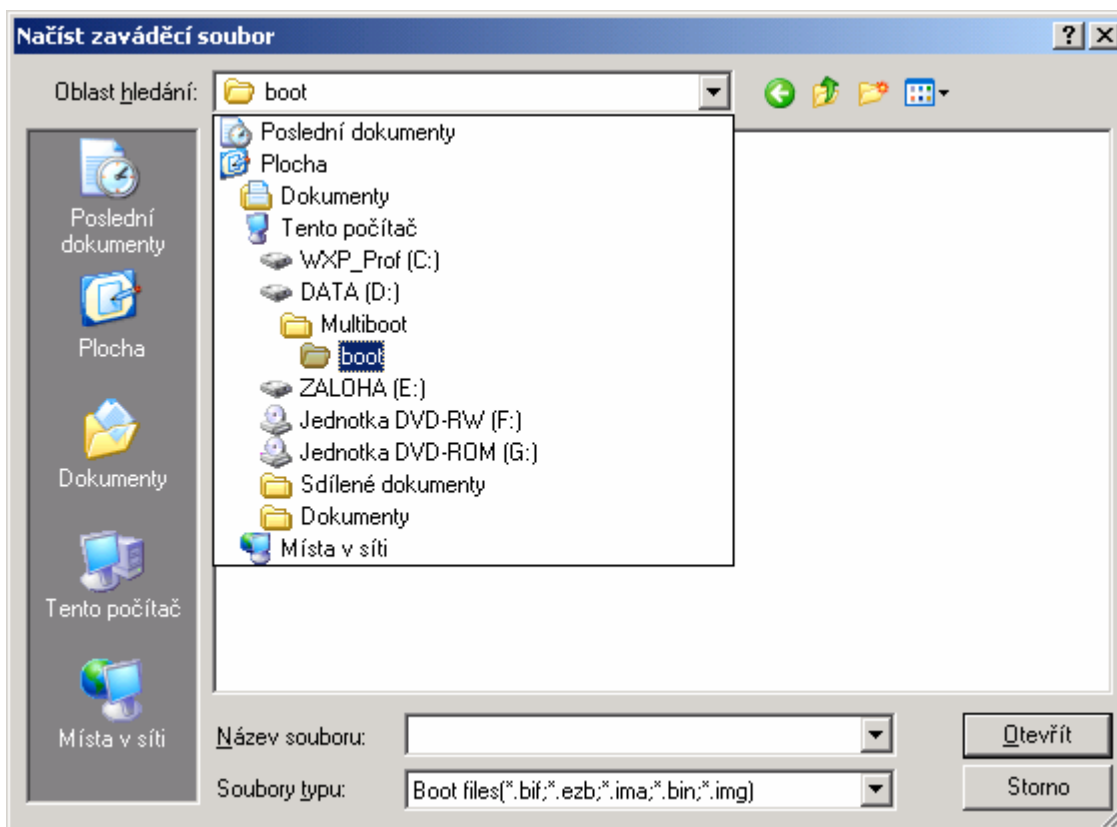 Načíst zaváděcí soubor
Oblast hledání:
boot
Poslední dokumenty
Plocha
Dokumenty
Tento počítač
WXP_Prof (C:)
DATA (D:)
Multiboot
boot
ZALOHA (E:)
Jednotka DVD-RW (F:)
Jednotka DVD-ROM (G:)
Sdílené dokumenty
Dokumenty
Místa v síti
Poslední
dokumenty
Plocha
Dokumenty
Tento počítač
Místa v síti
Název souboru:
Otevřít
Soubory typu:
Boot files(*.bif;*.ezb;*.ima;*.bin;*.img)
Storno